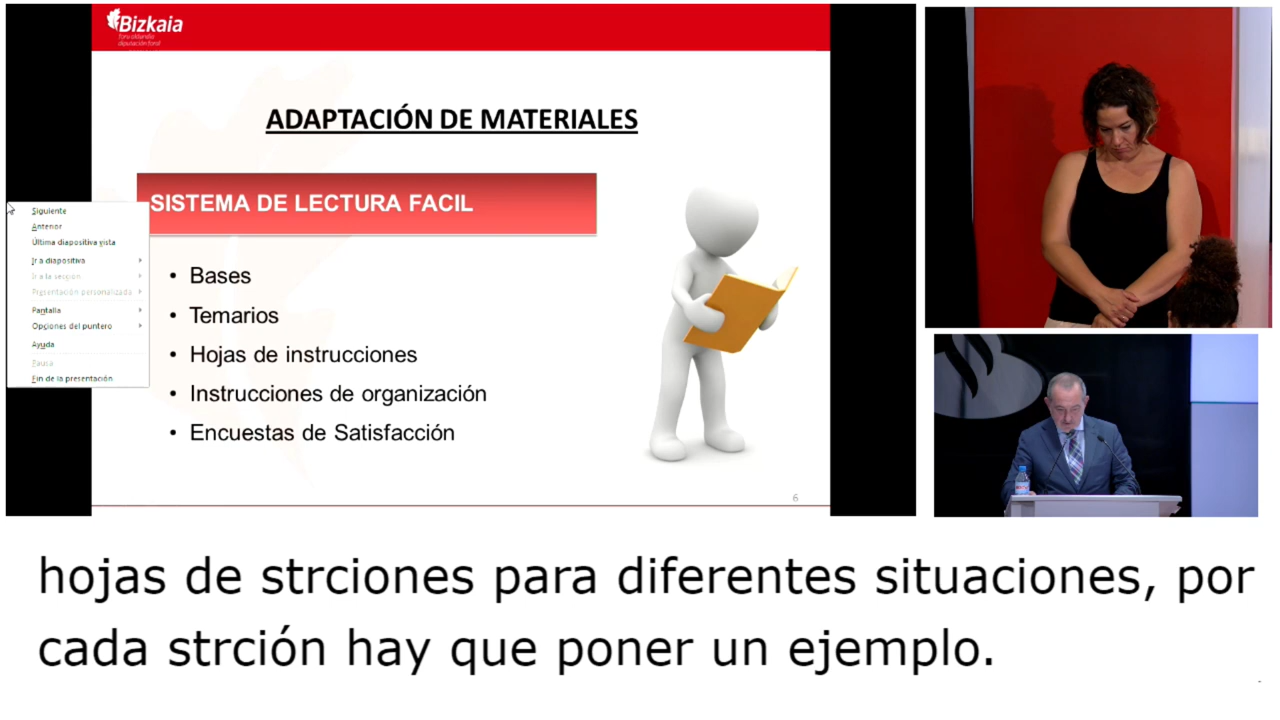 Bizkaia
foru aldundia
diputación foral
ADAPTACIÓN DE MATERIALES
SISTEMA DE LECTURA FACIL
Siguiente
Anterior
Última diapositiva vista
Ir a diapositiva
Ir a la sección
Presentación personalizada
Pantalla
Opciones del puntero
Ayuda
Pausa
Fin de la presentación
• Bases
• Temarios
• Hojas de instrucciones
• Instrucciones de organización
• Encuestas de Satisfacción
6
hojas de strciones para diferentes situaciones, por
cada strción hay que poner un ejemplo.